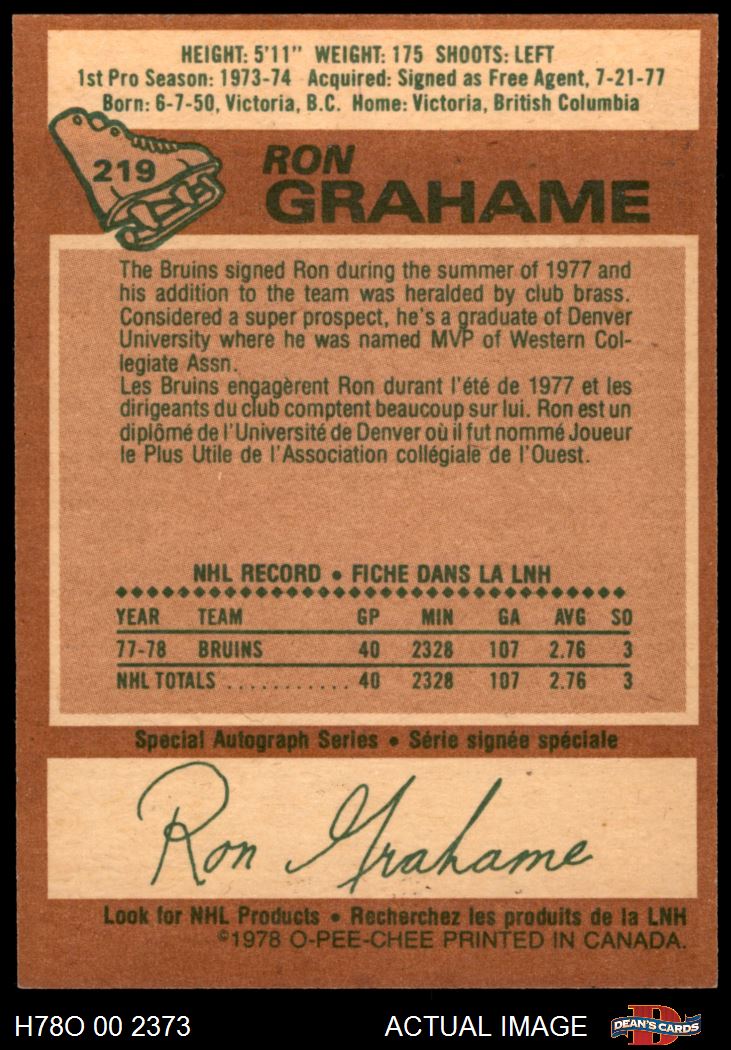 HEIGHT: 5'11" WEIGHT: 175 SHOOTS: LEFT
1st Pro Season: 1973-74 Acquired: Signed as Free Agent, 7-21-77
Born: 6-7-50, Victoria, B.C. Home: Victoria, British Columbia
219
RON
GRAHAME
The Bruins signed Ron during the summer of 1977 and
his addition to the team was heralded by club brass.
Considered a super prospect, he's a graduate of Denver
University where he was named MVP of Western Col-
legiate Assn.
Les Bruins engagèrent Ron durant l'été de 1977 et les
dirigeants du club comptent beaucoup sur lui. Ron est un
diplômé de l'Université de Denver où il fut nommé Joueur
le Plus Utile de l'Association collégiale de l'Ouest.
NHL RECORD • FICHE DANS LA LNH
YEAR TEAM GP MIN GA AVG SO
77-78 BRUINS 40 2328 107 2.76 3
NHL TOTALS ........... 40 2328 107 2.76 3
Special Autograph Series • Série signée spéciale
Ron Grahame
Look for NHL Products • Recherchez les produits de la LNH
©1978 O-PEE-CHEE PRINTED IN CANADA.
H78O 00 2373 ACTUAL IMAGE DEAN'S CARDS